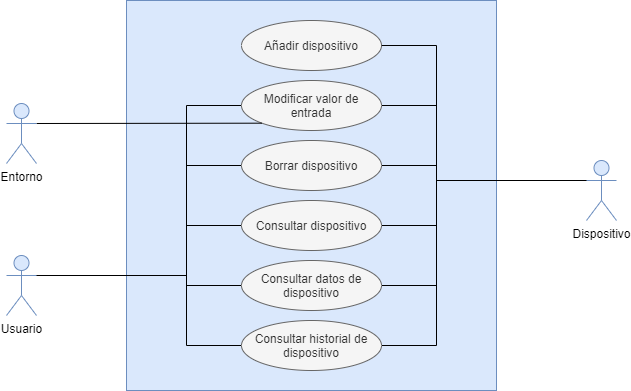 Añadir dispositivo
Modificar valor de
entrada
Entorno
Borrar dispositivo
Consultar dispositivo
Dispositivo
Consultar datos de
dispositivo
Usuario
Consultar historial de
dispositivo